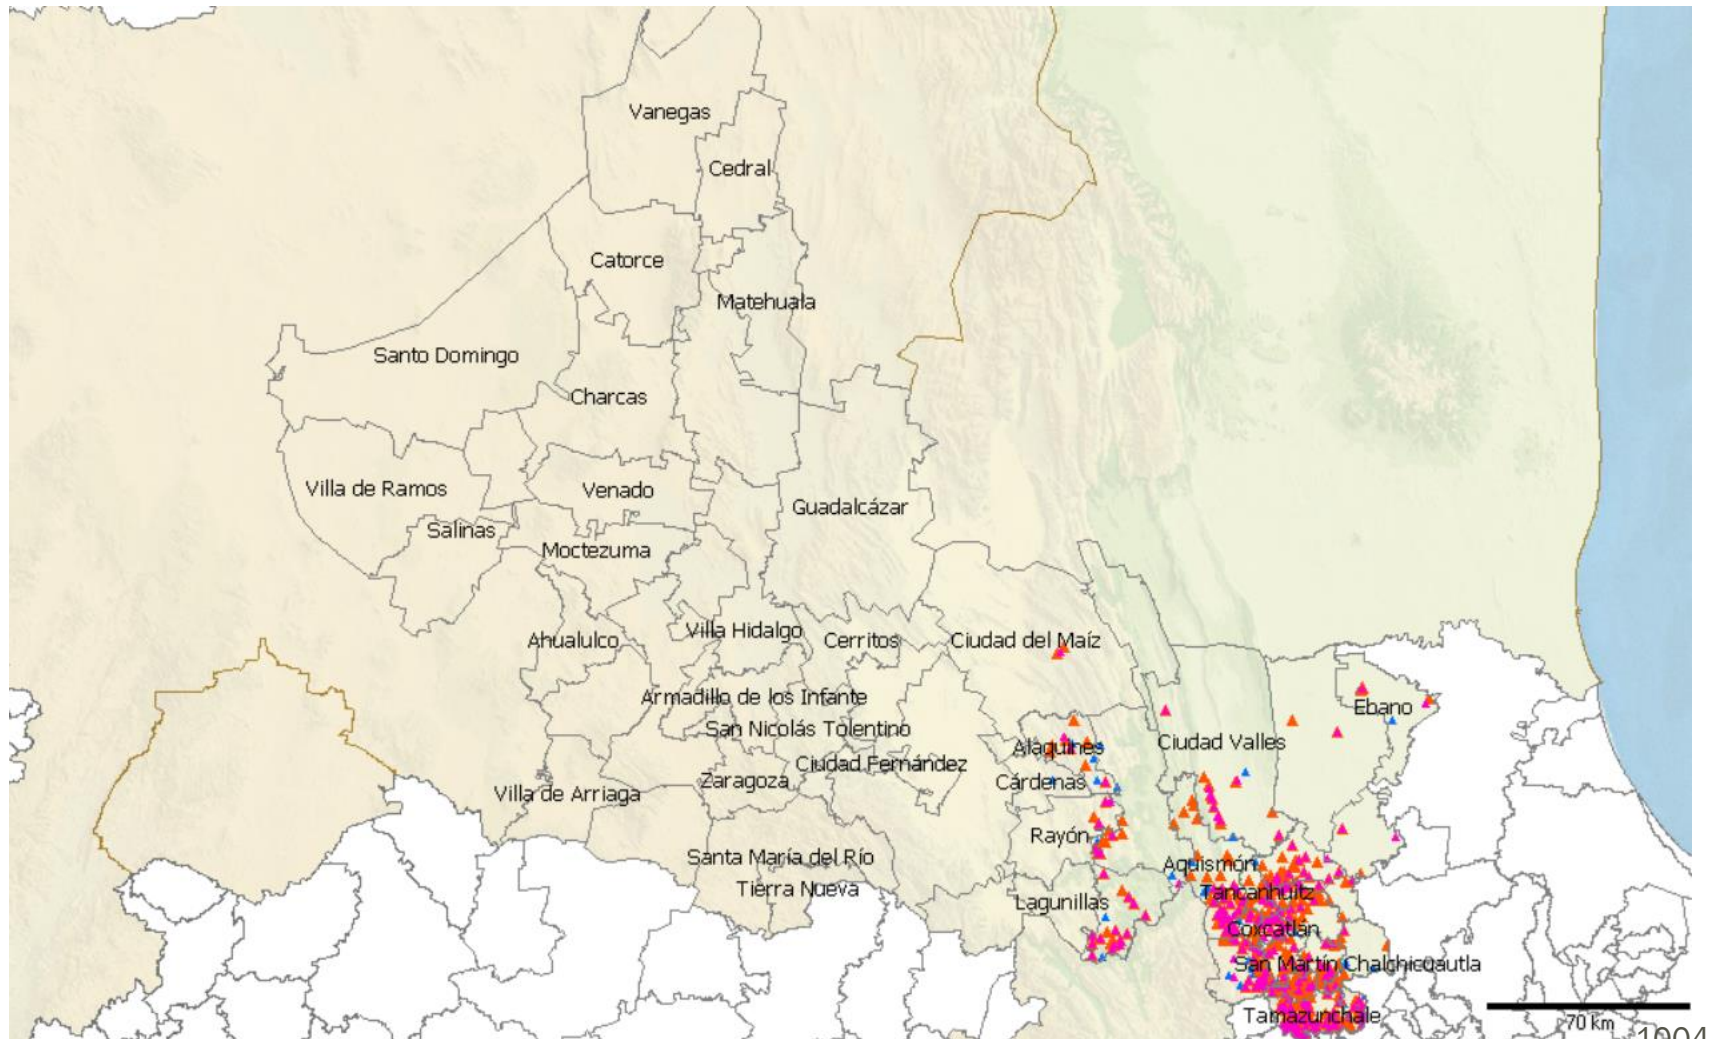 Vanegas
Cedral
Catorce
Matehuala
Santo Domingo
Charcas
Villa de Ramos
Venado
Guadalcázar
Salinas
Moctezuma
Ahualulco
Villa Hidalgo
Cerritos
Ciudad del Maíz
Armadillo de los Infante
Ebano
San Nicolás Tolentino
Ciudad Valles
Alaquines
Ciudad Fernández
Zaragoza
Cárdenas
Villa de Arriaga
Rayón
Santa María del Río
Aquismón
Tierra Nueva
Tancanhuitz
Lagunillas
Coxcatlán
San Martín Chalchicuautla
Tamazunchale
70 km